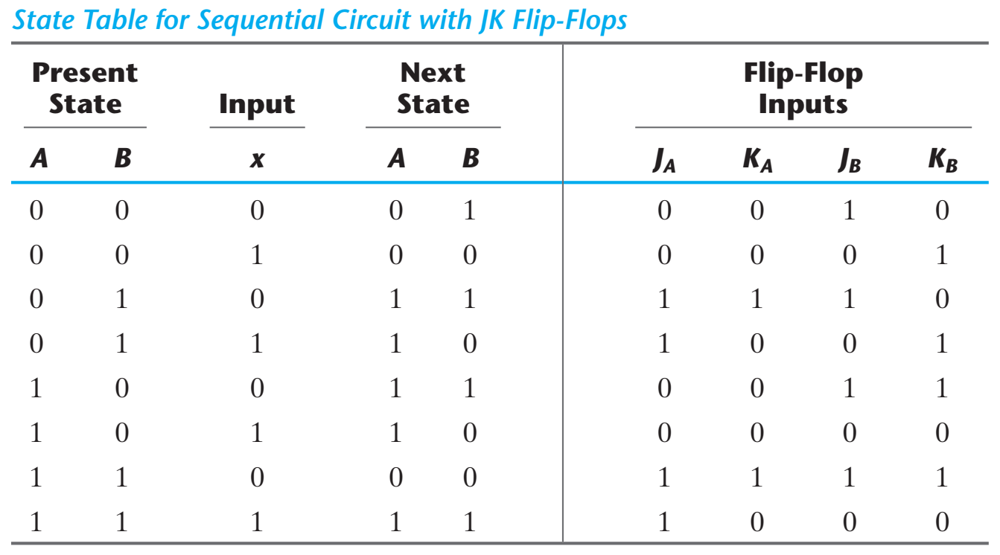 State Table for Sequential Circuit with JK Flip-Flops
Present Next Flip-Flop
State Input State Inputs
A B x A B J_A K_A J_B K_B
0 0 0 0 1 0 0 1 0
0 0 1 0 0 0 0 0 1
0 1 0 1 1 1 1 1 0
0 1 1 1 0 1 0 0 1
1 0 0 1 1 0 0 1 1
1 0 1 1 0 0 0 0 0
1 1 0 0 0 1 1 1 1
1 1 1 1 1 1 0 0 0